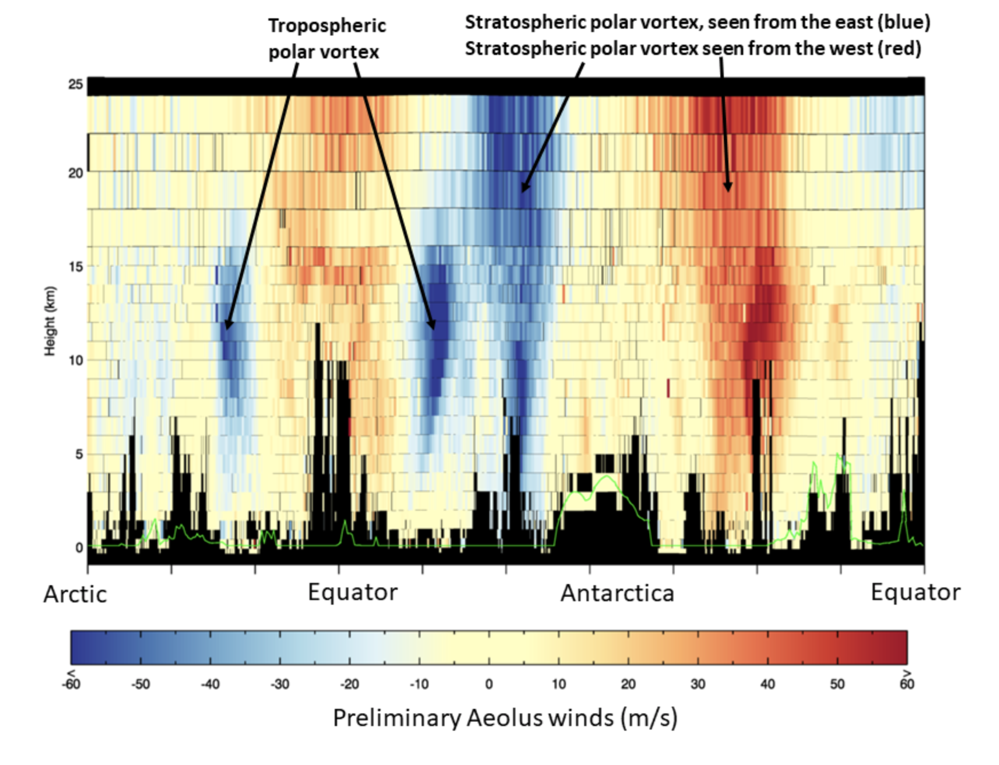 Tropospheric
polar vortex
Stratospheric polar vortex, seen from the east (blue)
Stratospheric polar vortex seen from the west (red)
25
20
15
10
5
0
Height (km)
Arctic
Equator
Antarctica
Equator
< >
-60 -50 -40 -30 -20 -10 0 10 20 30 40 50 60
Preliminary Aeolus winds (m/s)